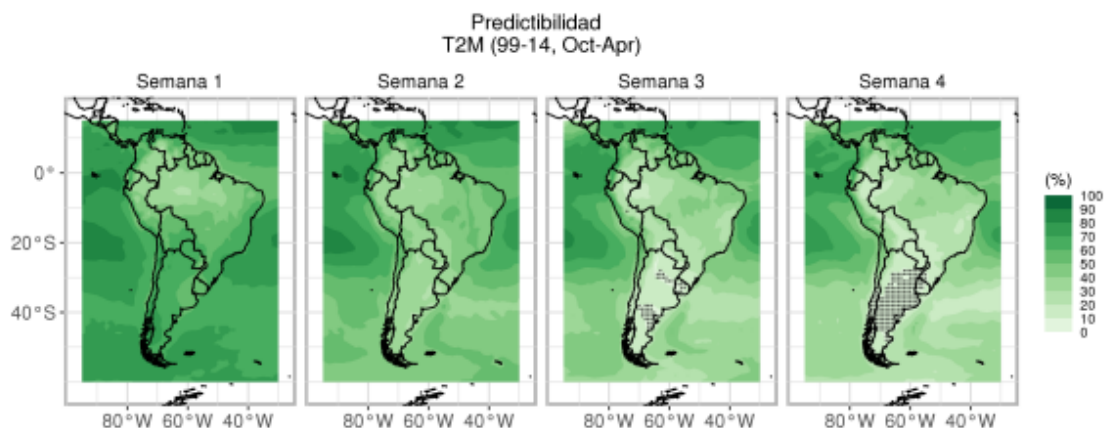 Predictibilidad
T2M (99-14, Oct-Apr)
Semana 1
Semana 2
Semana 3
Semana 4
0°
20°S
40°S
80°W 60°W 40°W
80°W 60°W 40°W
80°W 60°W 40°W
80°W 60°W 40°W
(%)
100
90
80
70
60
50
40
30
20
10
0